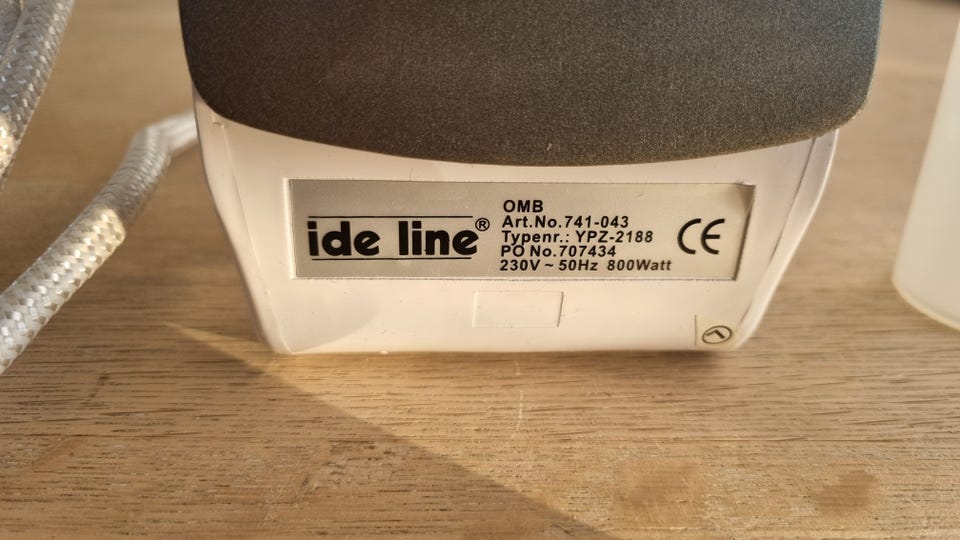 ide line®
OMB
Art.No.741-043
Typenr.: YPZ-2188
PO No.707434
230V ~ 50Hz 800Watt
CE